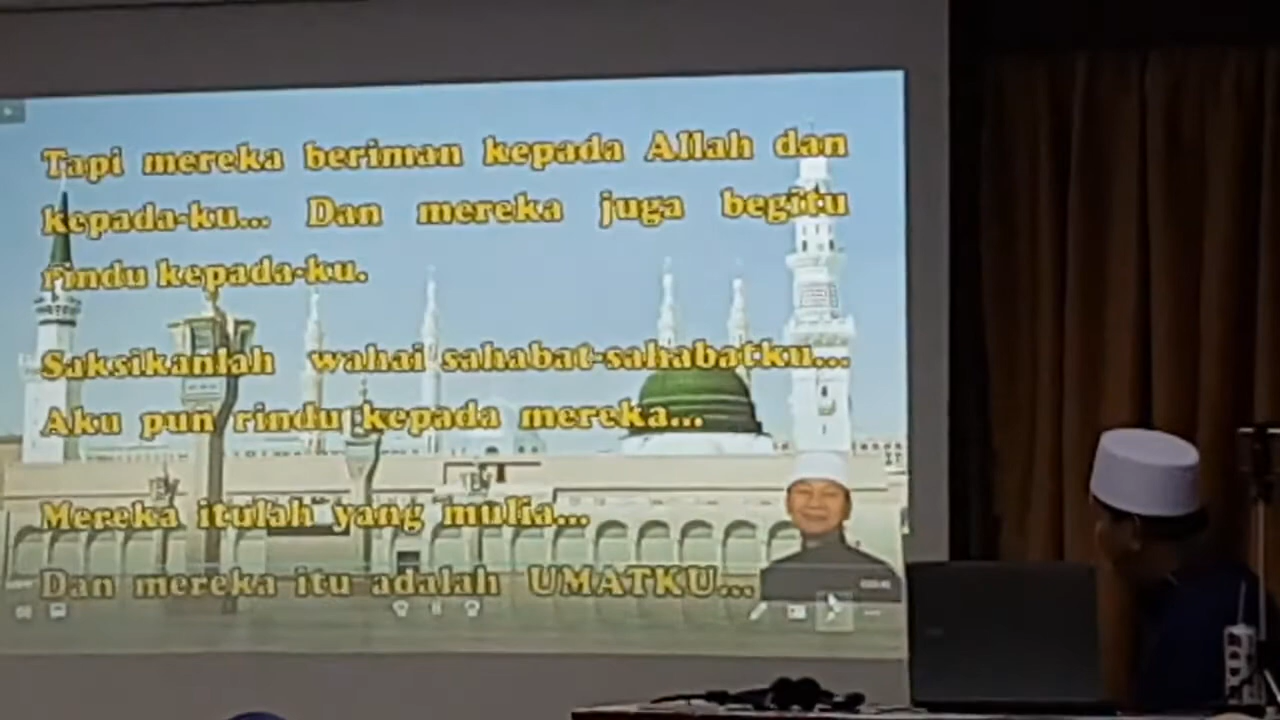 Tapi mereka beriman kepada Allah dan
kepada-ku... Dan mereka juga begitu
rindu kepada-ku.
Saksikanlah wahai sahabat-sahabatku...
Aku pun rindu kepada mereka...
Mereka itulah yang mulia...
Dan mereka itu adalah UMATKU...